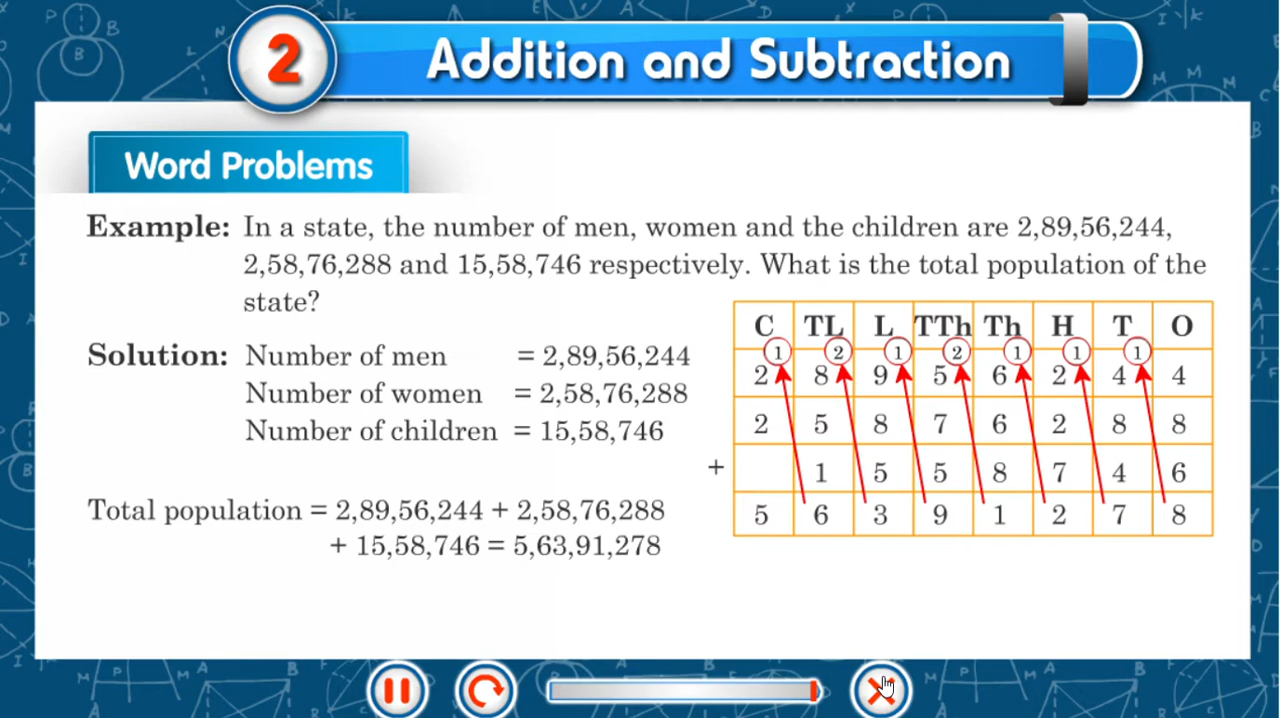 2 Addition and Subtraction
Word Problems
Example: In a state, the number of men, women and the children are 2,89,56,244,
2,58,76,288 and 15,58,746 respectively. What is the total population of the
state?
Solution: Number of men = 2,89,56,244
Number of women = 2,58,76,288
Number of children = 15,58,746
Total population = 2,89,56,244 + 2,58,76,288
+ 15,58,746 = 5,63,91,278
C TL L TTh Th H T O
1 2 1 2 1 1 1
2 8 9 5 6 2 4 4
2 5 8 7 6 2 8 8
+ 1 5 5 8 7 4 6
5 6 3 9 1 2 7 8